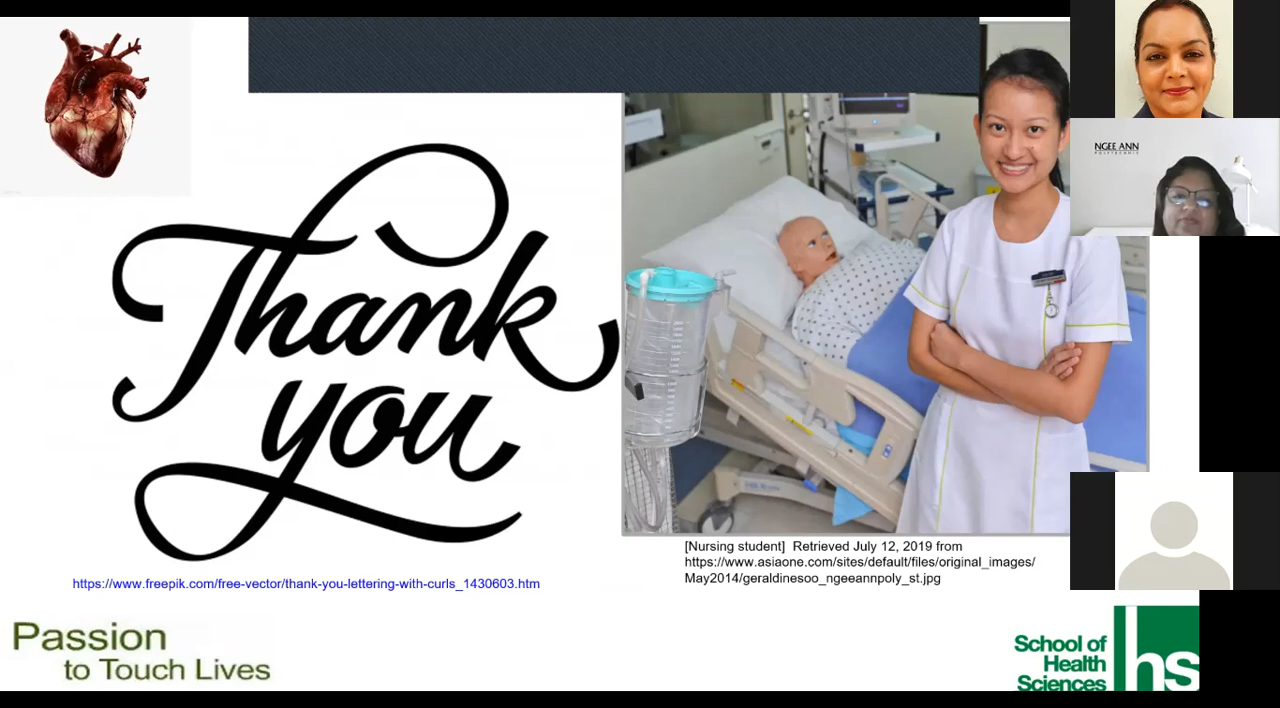 NGEE ANN
POLYTECHNIC
Thank
you
[Nursing student]  Retrieved July 12, 2019 from
https://www.asiaone.com/sites/default/files/original_images/
May2014/geraldinesoo_ngeeannpoly_st.jpg
https://www.freepik.com/free-vector/thank-you-lettering-with-curls_1430603.htm
Passion
to Touch Lives
School of
Health
Sciences
hs